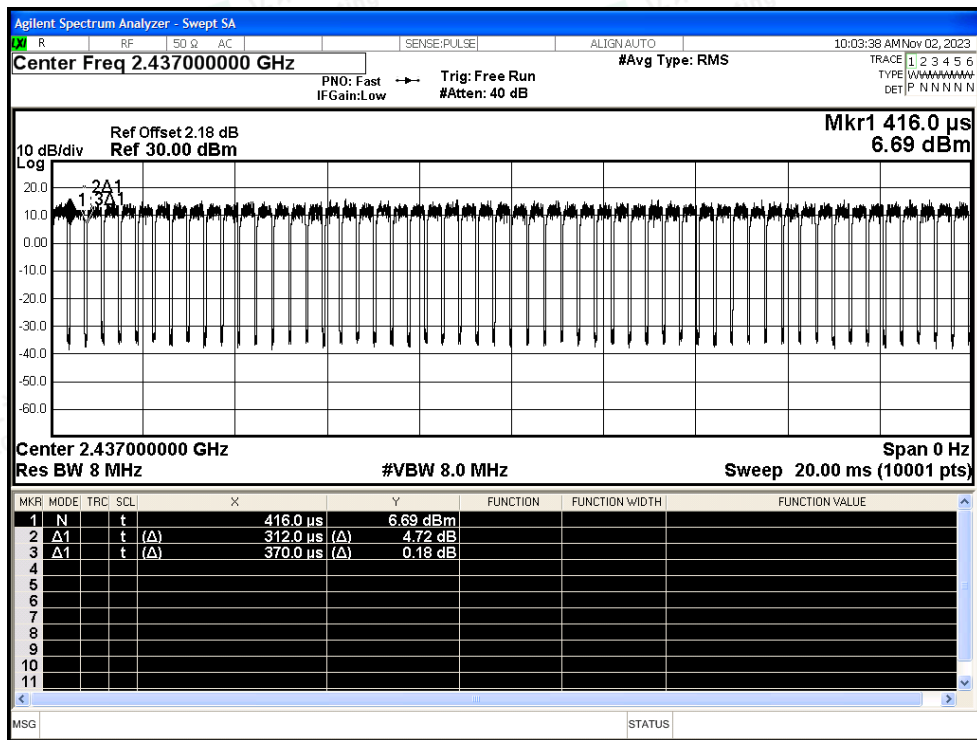 Agilent Spectrum Analyzer - Swept SA
LXI R RF 50 Ω AC SENSE:PULSE ALIGN AUTO 10:03:38 AM Nov 02, 2023
Center Freq 2.437000000 GHz #Avg Type: RMS TRACE 1 2 3 4 5 6
PNO: Fast Trig: Free Run TYPE WWWWWW
IFGain:Low #Atten: 40 dB DET P N N N N N
Ref Offset 2.18 dB Mkr1 416.0 µs
10 dB/div Ref 30.00 dBm 6.69 dBm
Log
20.0
2Δ1
1 3Δ1
10.0
0.00
-10.0
-20.0
-30.0
-40.0
-50.0
-60.0
Center 2.437000000 GHz Span 0 Hz
Res BW 8 MHz #VBW 8.0 MHz Sweep 20.00 ms (10001 pts)
MKR MODE TRC SCL X Y FUNCTION FUNCTION WIDTH FUNCTION VALUE
1 N t 416.0 µs 6.69 dBm
2 Δ1 t (Δ) 312.0 µs (Δ) 4.72 dB
3 Δ1 t (Δ) 370.0 µs (Δ) 0.18 dB
4
5
6
7
8
9
10
11
MSG STATUS